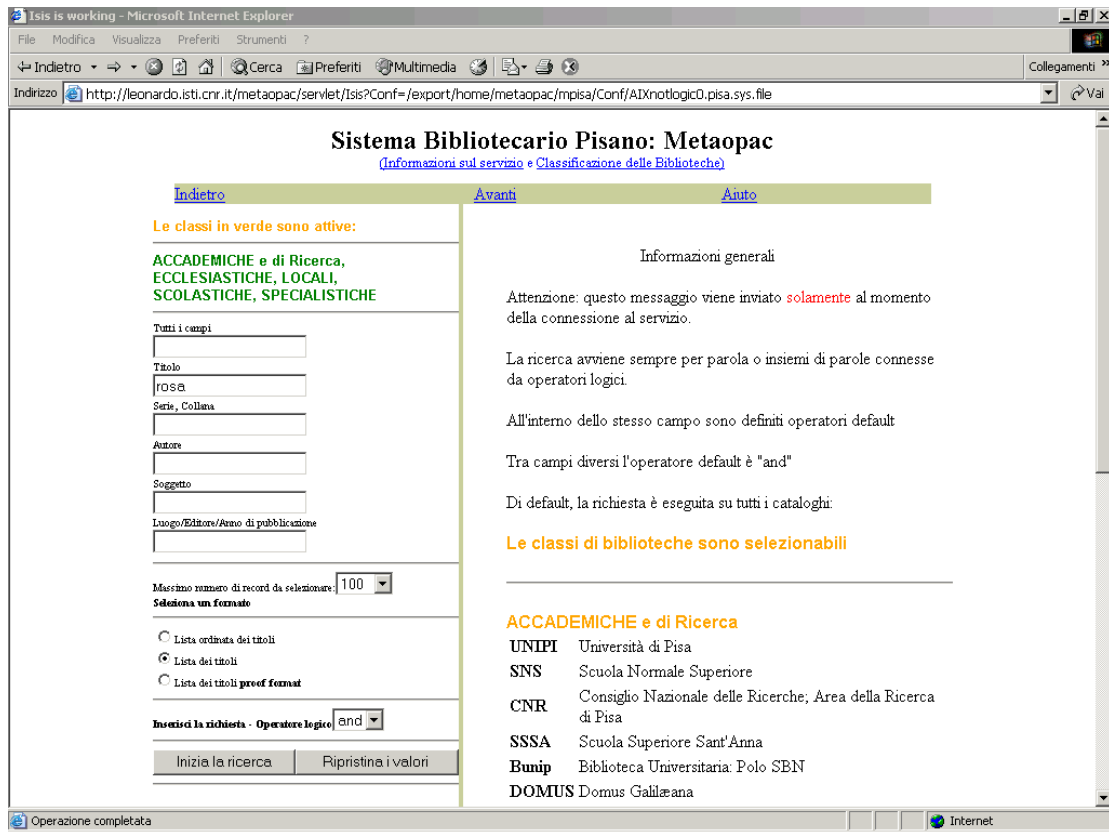 Isis is working - Microsoft Internet Explorer
File Modifica Visualizza Preferiti Strumenti ?
Indietro Cerca Preferiti Multimedia Collegamenti »
Indirizzo http://leonardo.isti.cnr.it/metaopac/servlet/Isis?Conf=/export/home/metaopac/mpisa/Conf/AIXnotlogic0.pisa.sys.file Vai
Sistema Bibliotecario Pisano: Metaopac
(Informazioni sul servizio e Classificazione delle Biblioteche)
Indietro Avanti Aiuto
Le classi in verde sono attive:
ACCADEMICHE e di Ricerca,
ECCLESIASTICHE, LOCALI,
SCOLASTICHE, SPECIALISTICHE
Tutti i campi
Titolo
rosa
Serie, Collana
Autore
Soggetto
Luogo/Editore/Anno di pubblicazione
Massimo numero di record da selezionare: 100
Seleziona un formato
Lista ordinata dei titoli
Lista dei titoli
Lista dei titoli proof format
Inserisci la richiesta - Operatore logico and
Inizia la ricerca Ripristina i valori
Informazioni generali
Attenzione: questo messaggio viene inviato solamente al momento
della connessione al servizio.
La ricerca avviene sempre per parola o insiemi di parole connesse
da operatori logici.
All'interno dello stesso campo sono definiti operatori default
Tra campi diversi l'operatore default è "and"
Di default, la richiesta è eseguita su tutti i cataloghi:
Le classi di biblioteche sono selezionabili
ACCADEMICHE e di Ricerca
UNIPI Università di Pisa
SNS Scuola Normale Superiore
CNR Consiglio Nazionale delle Ricerche; Area della Ricerca
di Pisa
SSSA Scuola Superiore Sant'Anna
Bunip Biblioteca Universitaria: Polo SBN
DOMUS Domus Galilæana
Operazione completata Internet